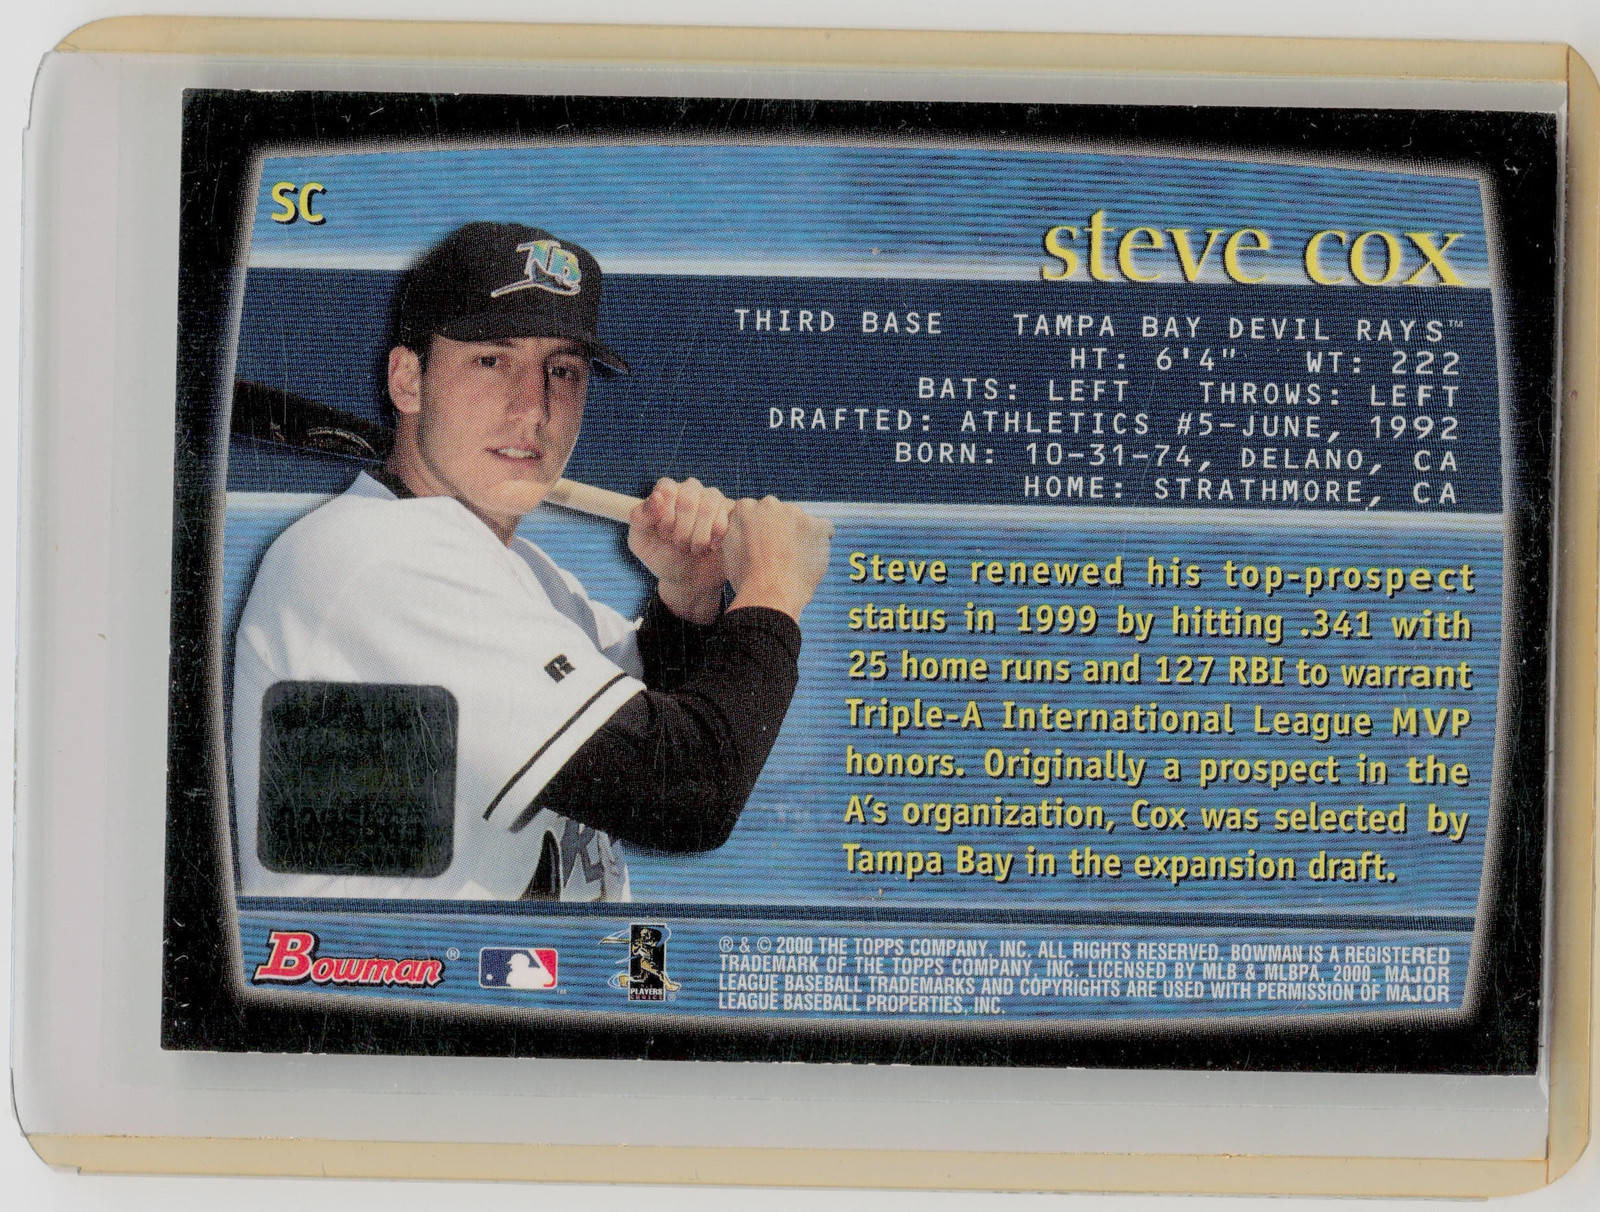 SC
steve cox
THIRD BASE TAMPA BAY DEVIL RAYS™
HT: 6'4" WT: 222
BATS: LEFT THROWS: LEFT
DRAFTED: ATHLETICS #5-JUNE, 1992
BORN: 10-31-74, DELANO, CA
HOME: STRATHMORE, CA
Steve renewed his top-prospect
status in 1999 by hitting .341 with
25 home runs and 127 RBI to warrant
Triple-A International League MVP
honors. Originally a prospect in the
A's organization, Cox was selected by
Tampa Bay in the expansion draft.
TB
R
Bowman®
PLAYERS
CHOICE
® & © 2000 THE TOPPS COMPANY, INC. ALL RIGHTS RESERVED. BOWMAN IS A REGISTERED
TRADEMARK OF THE TOPPS COMPANY, INC. LICENSED BY MLB & MLBPA, 2000. MAJOR
LEAGUE BASEBALL TRADEMARKS AND COPYRIGHTS ARE USED WITH PERMISSION OF MAJOR
LEAGUE BASEBALL PROPERTIES, INC.